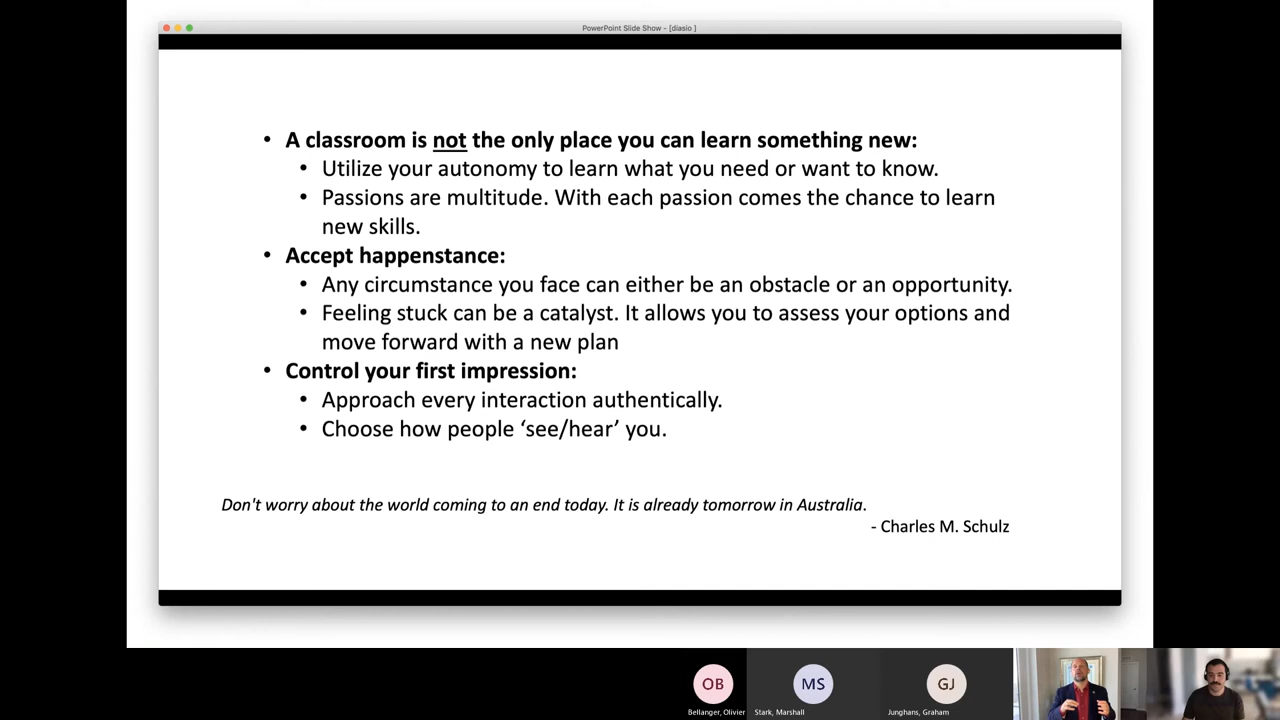 PowerPoint Slide Show - [diasio ]
• A classroom is not the only place you can learn something new:
• Utilize your autonomy to learn what you need or want to know.
• Passions are multitude. With each passion comes the chance to learn
new skills.
• Accept happenstance:
• Any circumstance you face can either be an obstacle or an opportunity.
• Feeling stuck can be a catalyst. It allows you to assess your options and
move forward with a new plan
• Control your first impression:
• Approach every interaction authentically.
• Choose how people ‘see/hear’ you.
Don't worry about the world coming to an end today. It is already tomorrow in Australia.
- Charles M. Schulz
OB
MS
GJ
Bellanger, Olivier
Stark, Marshall
Junghans, Graham